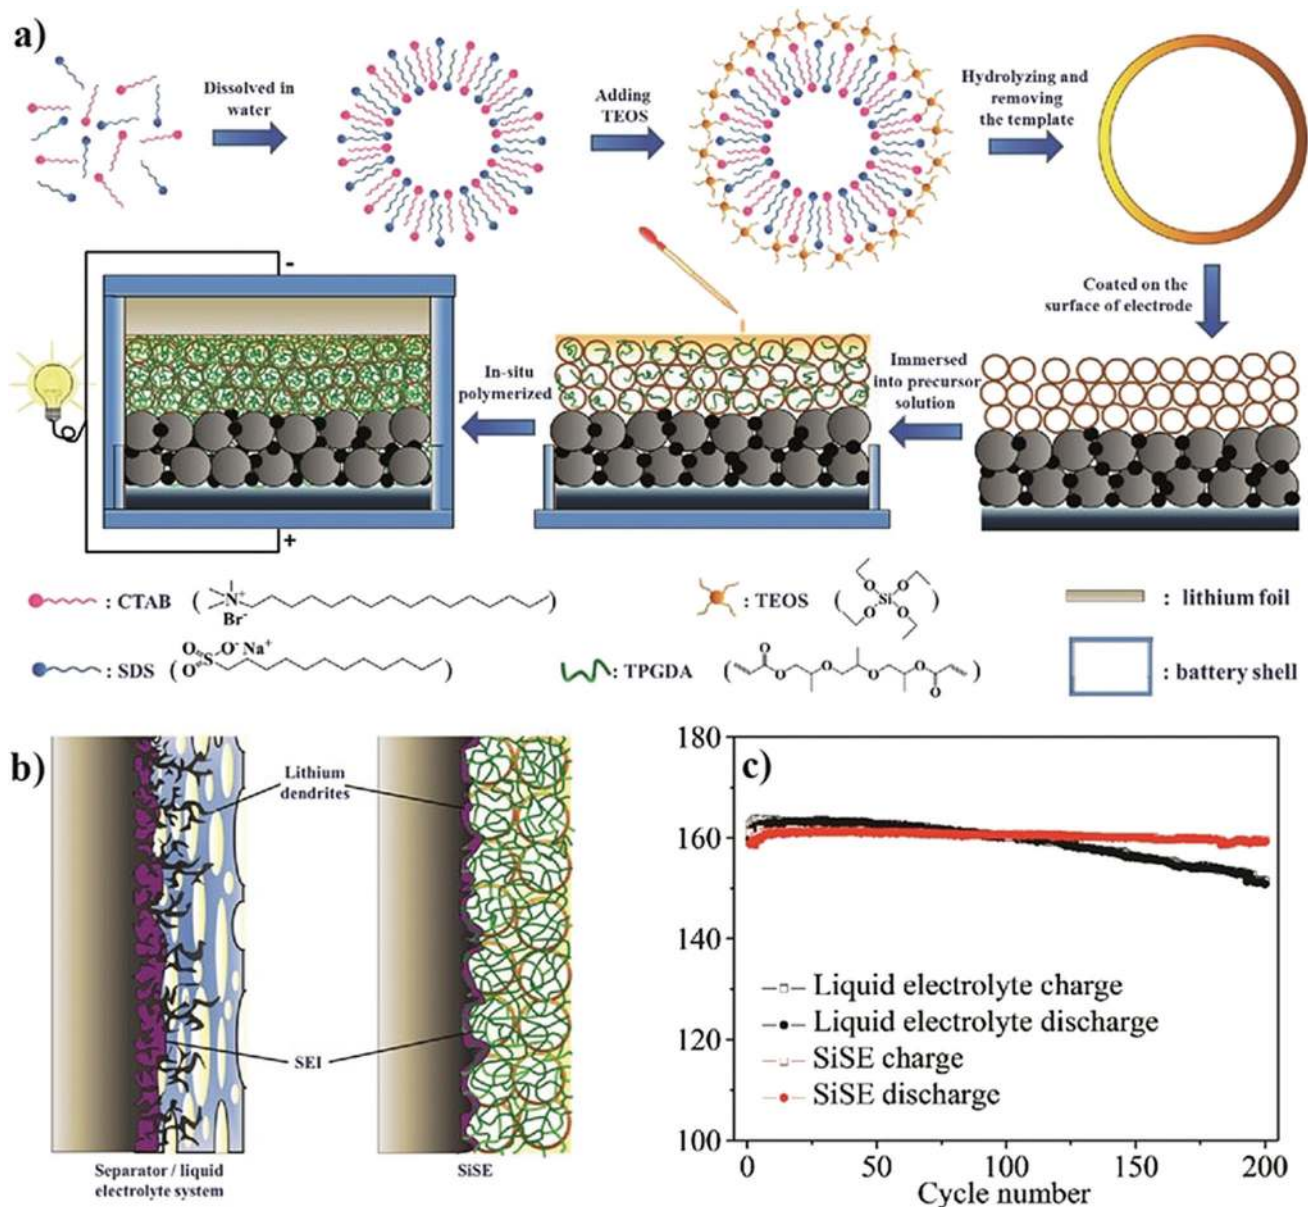 a)
Dissolved in
water
Adding
TEOS
Hydrolyzing and
removing
the template
Coated on the
surface of electrode
-
In-situ
polymerized
Immersed
into precursor
solution
+
: CTAB
N+
Br-
: TEOS
O
O
Si
O
O
: lithium foil
: SDS
O
O- Na+
S
O
: TPGDA
O
O
O
O
O
O
: battery shell
b)
Lithium
dendrites
SEI
Separator / liquid
electrolyte system
SiSE
c)
180
160
140
120
100
Liquid electrolyte charge
Liquid electrolyte discharge
SiSE charge
SiSE discharge
0 50 100 150 200
Cycle number